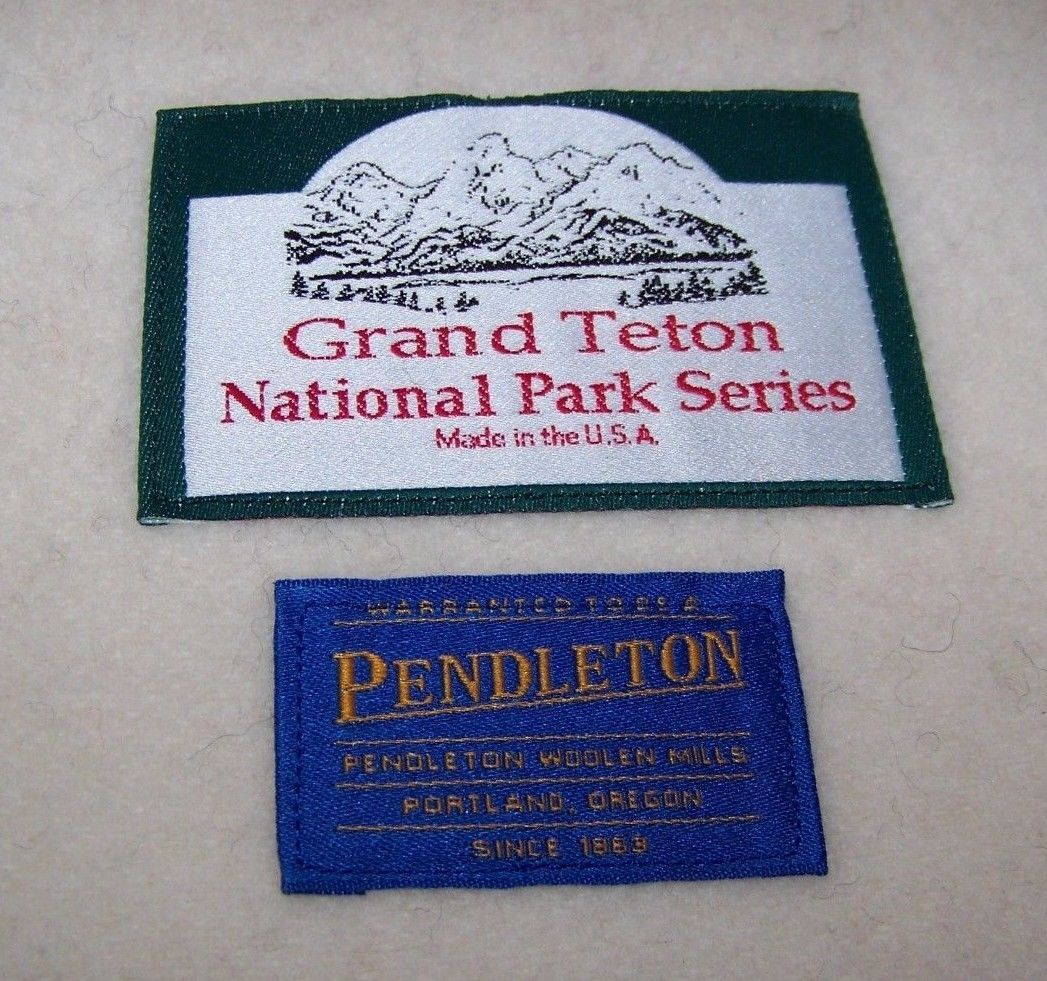 Grand Teton
National Park Series
Made in the U.S.A.
WARRANTED TO BE A
PENDLETON
PENDLETON WOOLEN MILLS
PORTLAND, OREGON
SINCE 1863